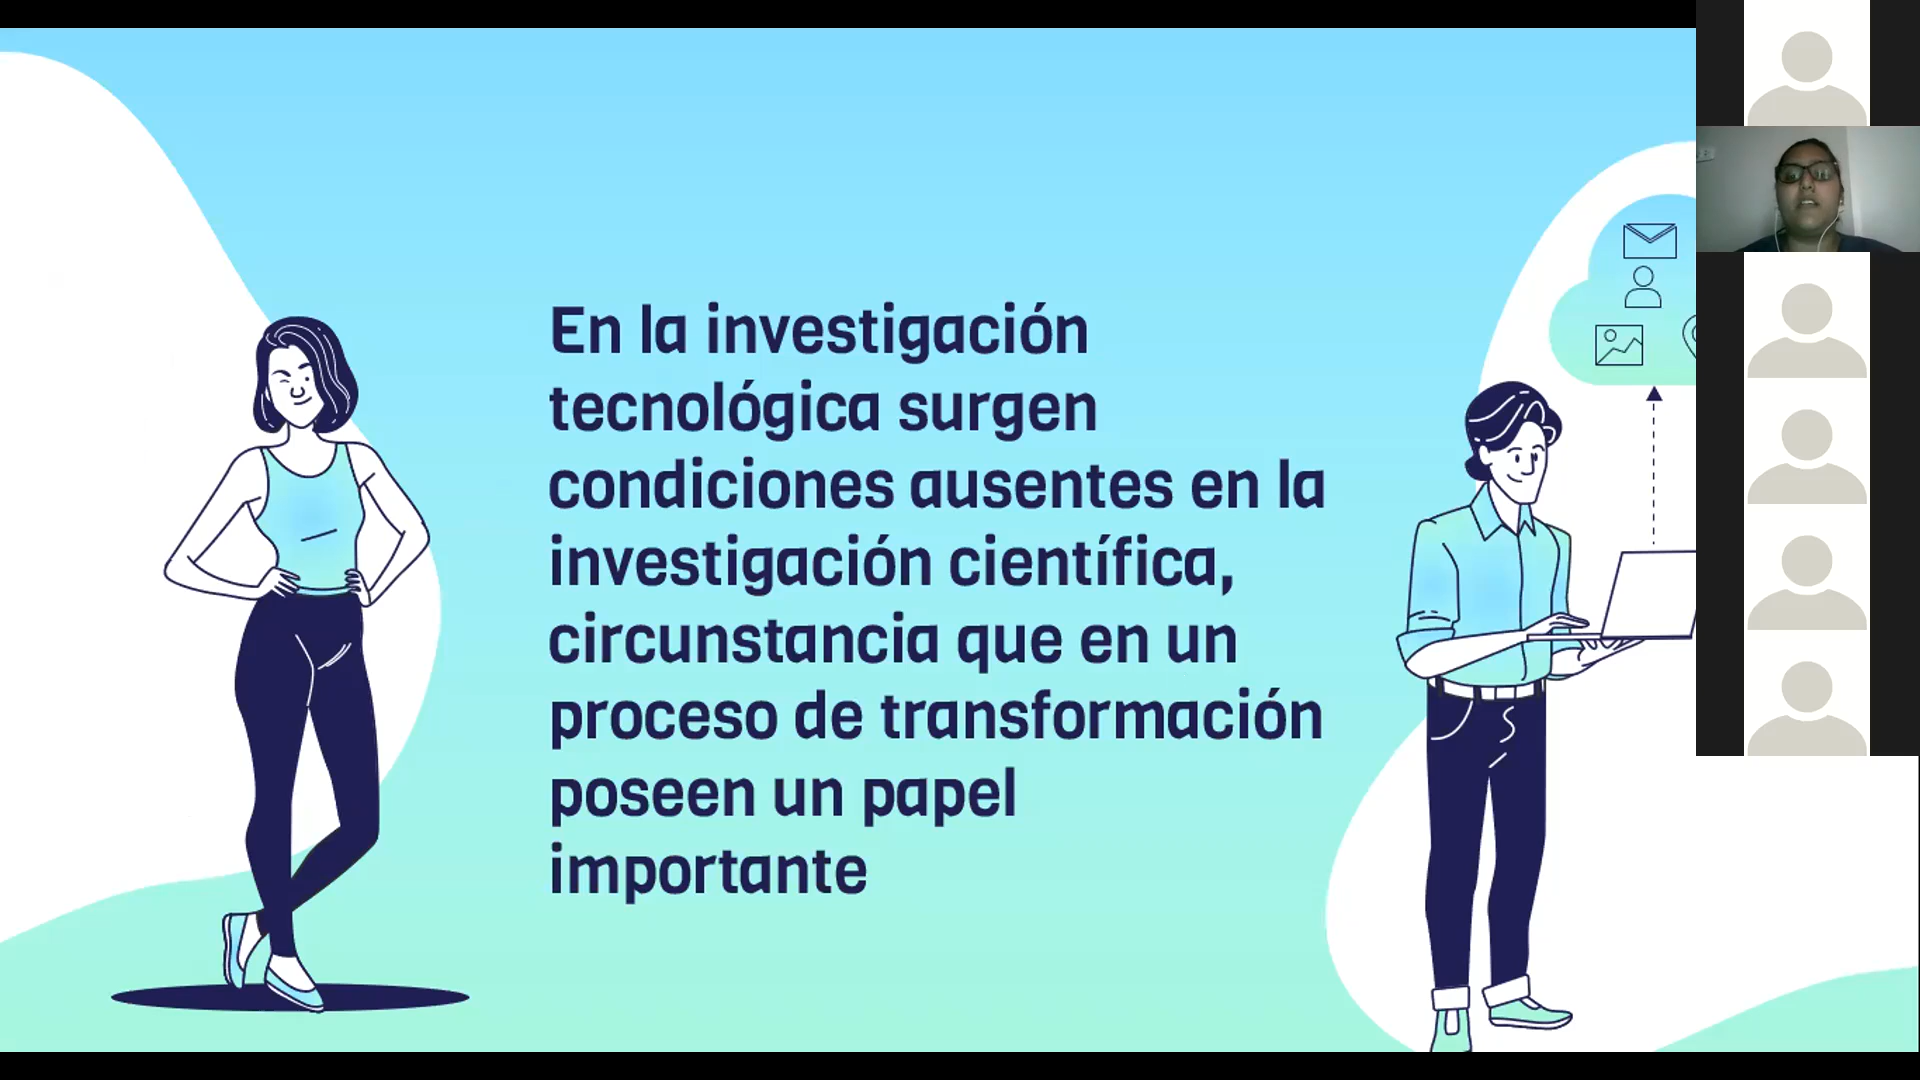 En la investigación
tecnológica surgen
condiciones ausentes en la
investigación científica,
circunstancia que en un
proceso de transformación
poseen un papel
importante